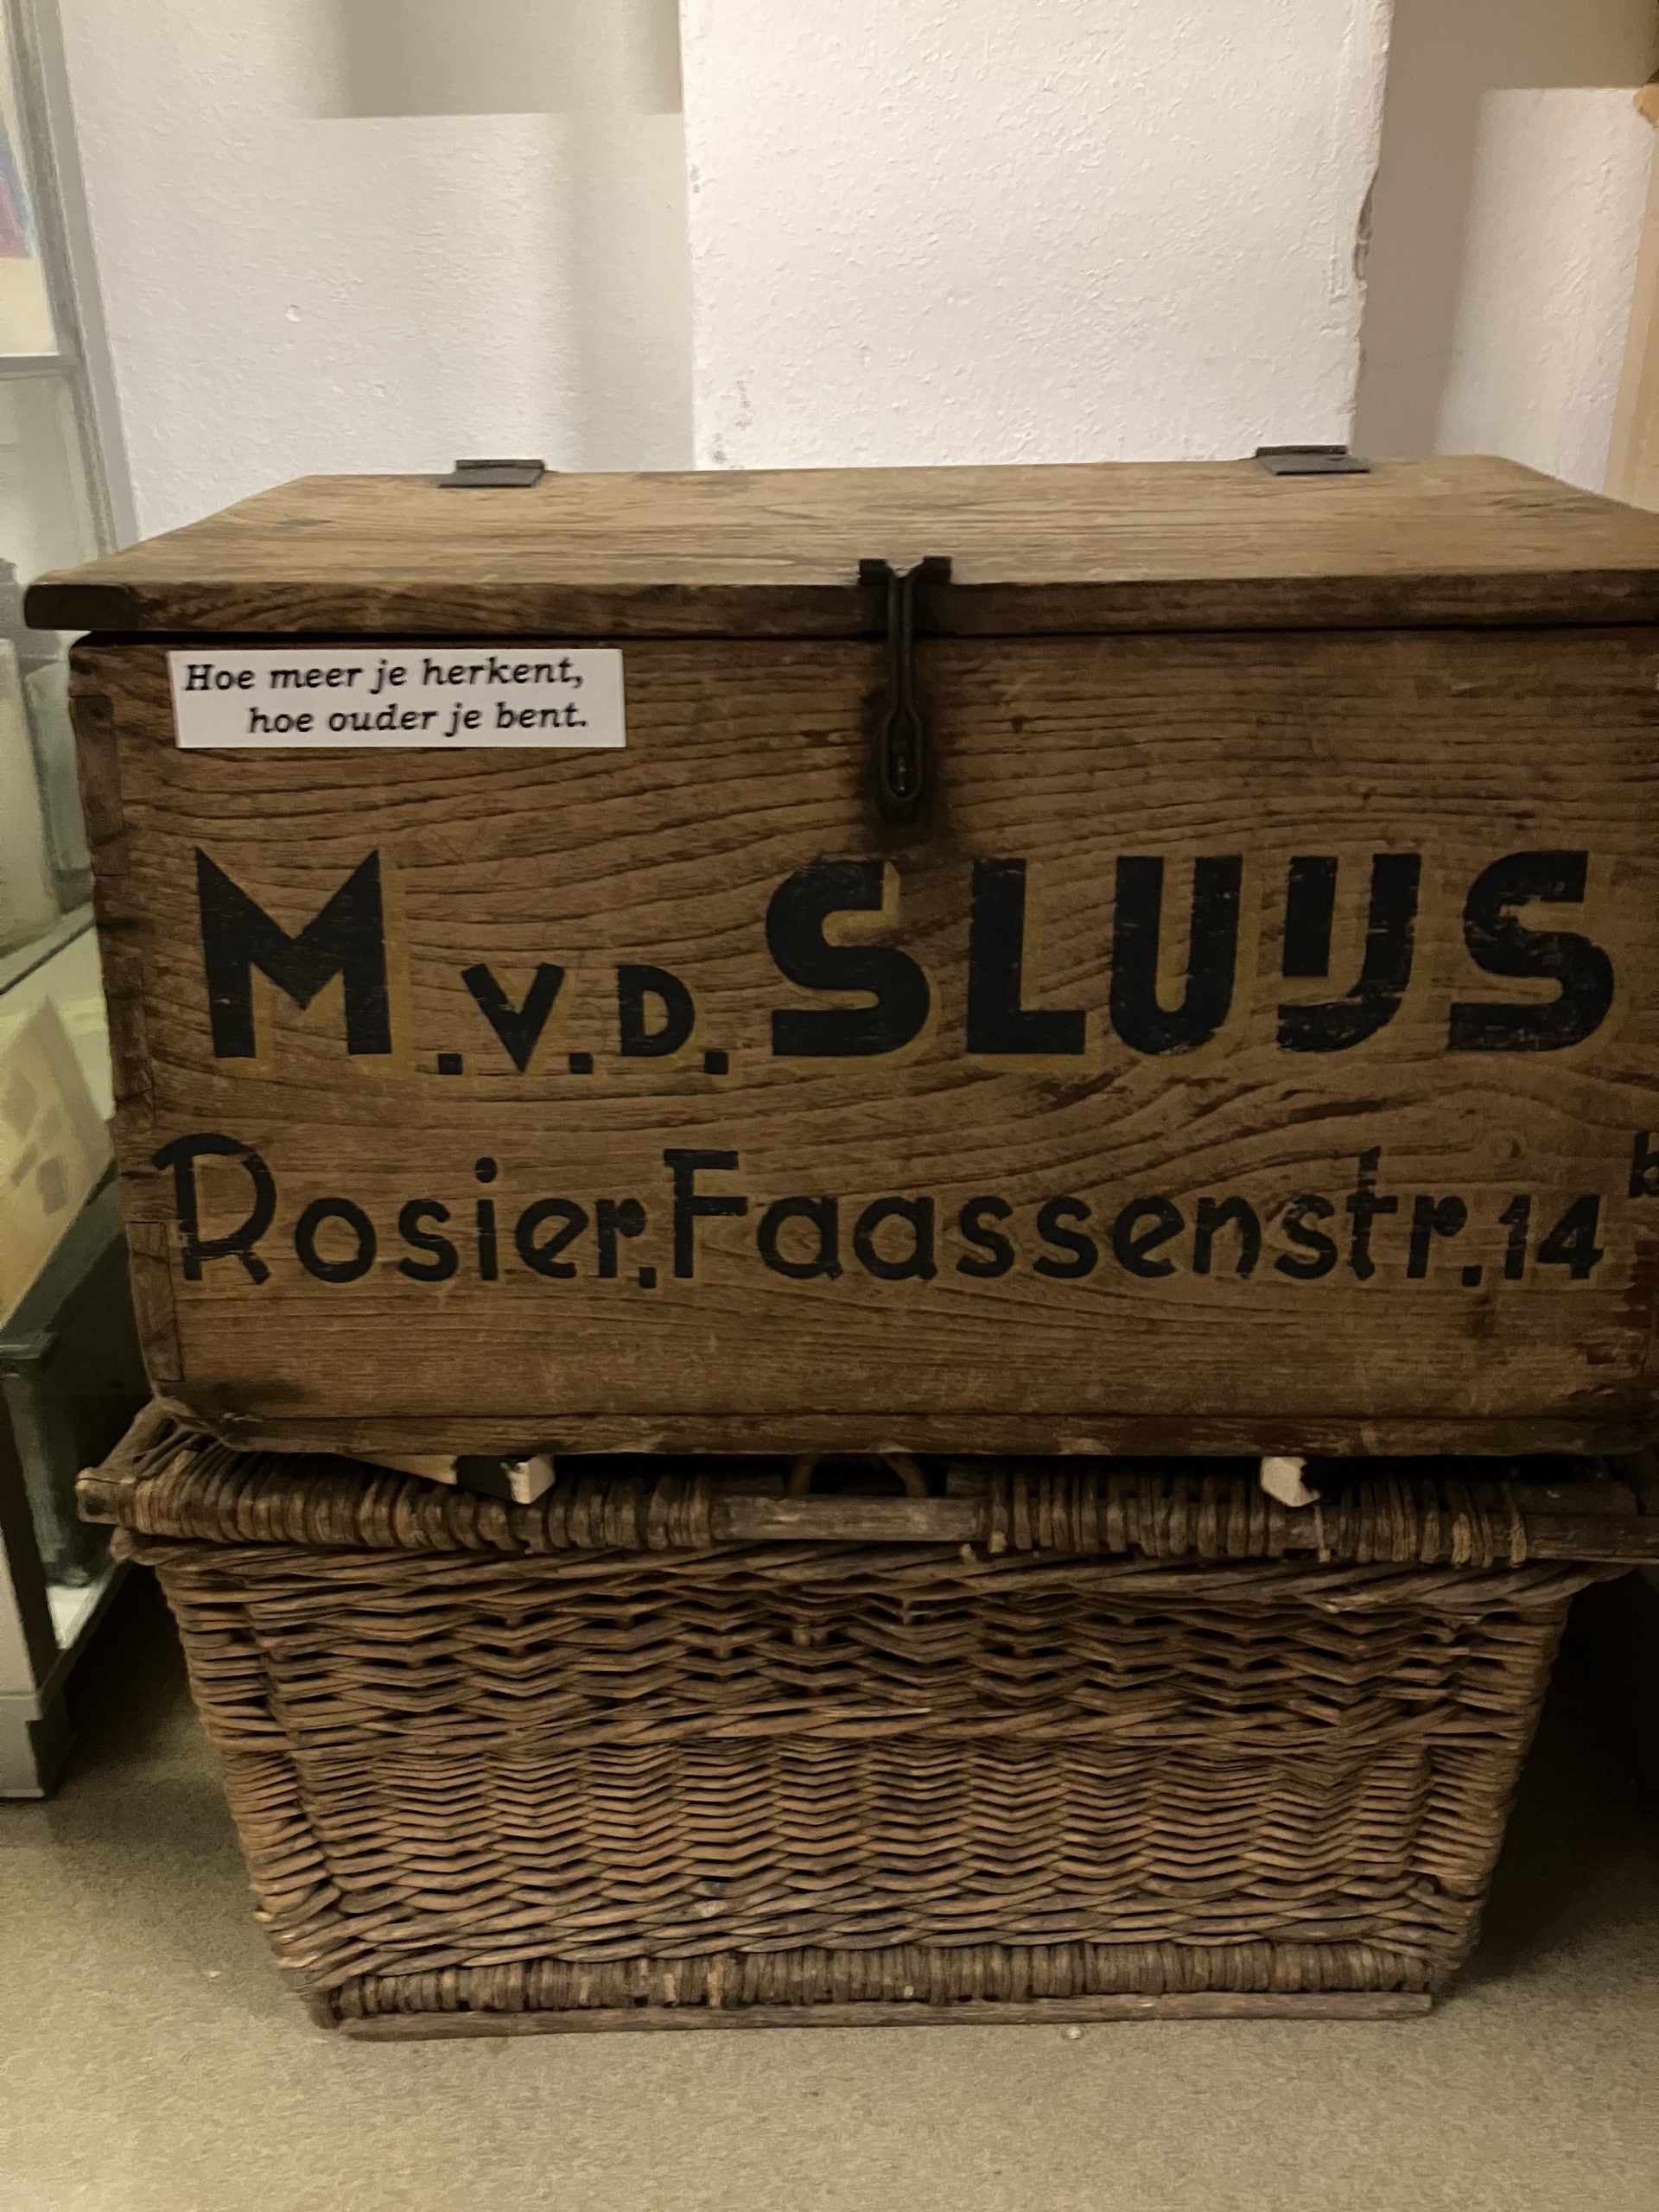 Hoe meer je herkent,
hoe ouder je bent.
M.V.D. SLUIJS
Rosier.Faassenstr.14 b